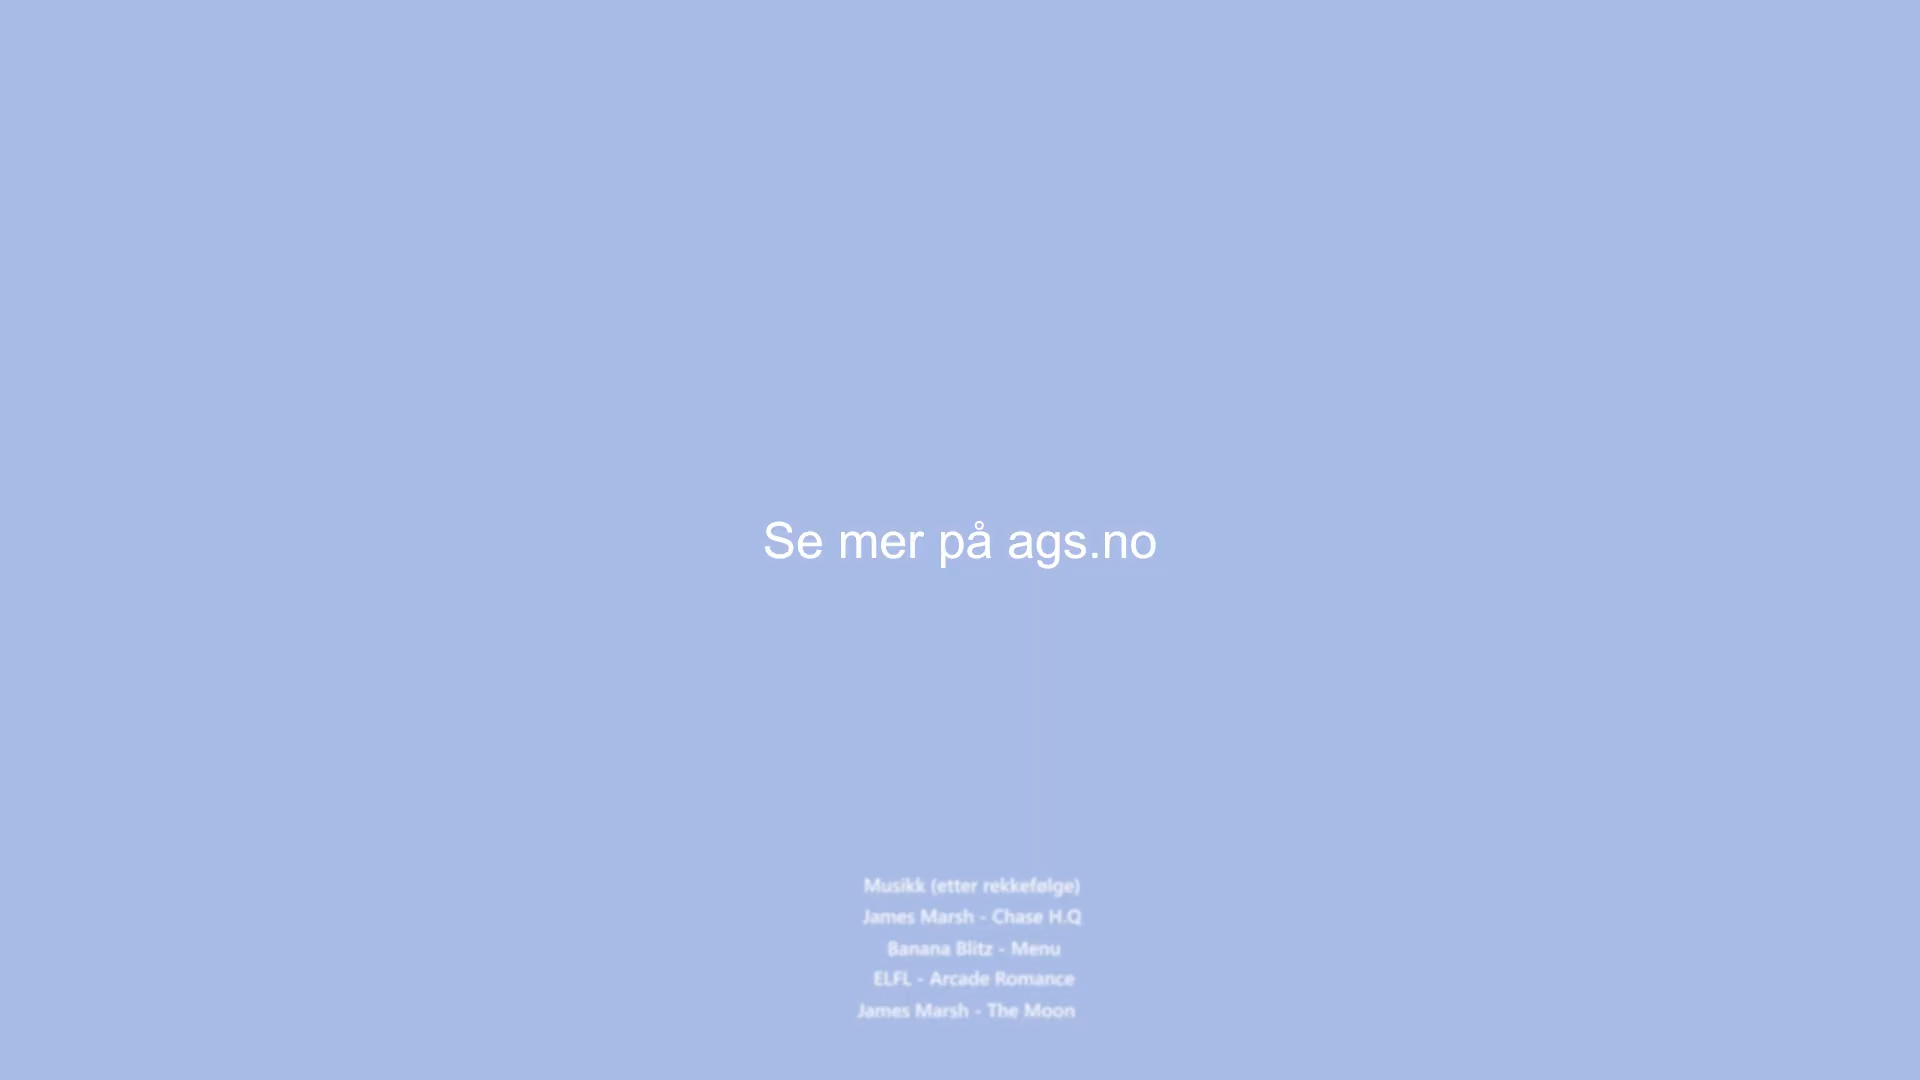 Se mer på ags.no
Musikk (etter rekkefølge)
James Marsh - Chase H.Q
Banana Blitz - Menu
ELFL - Arcade Romance
James Marsh - The Moon